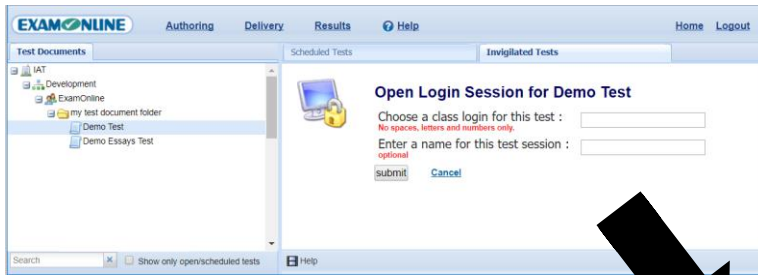 EXAMONLINE Authoring Delivery Results Help Home Logout
Test Documents
Scheduled Tests Invigilated Tests
IAT
Development
ExamOnline
my test document folder
Demo Test
Demo Essays Test
Open Login Session for Demo Test
Choose a class login for this test :
No spaces, letters and numbers only.
Enter a name for this test session :
optional
submit Cancel
Search Show only open/scheduled tests Help